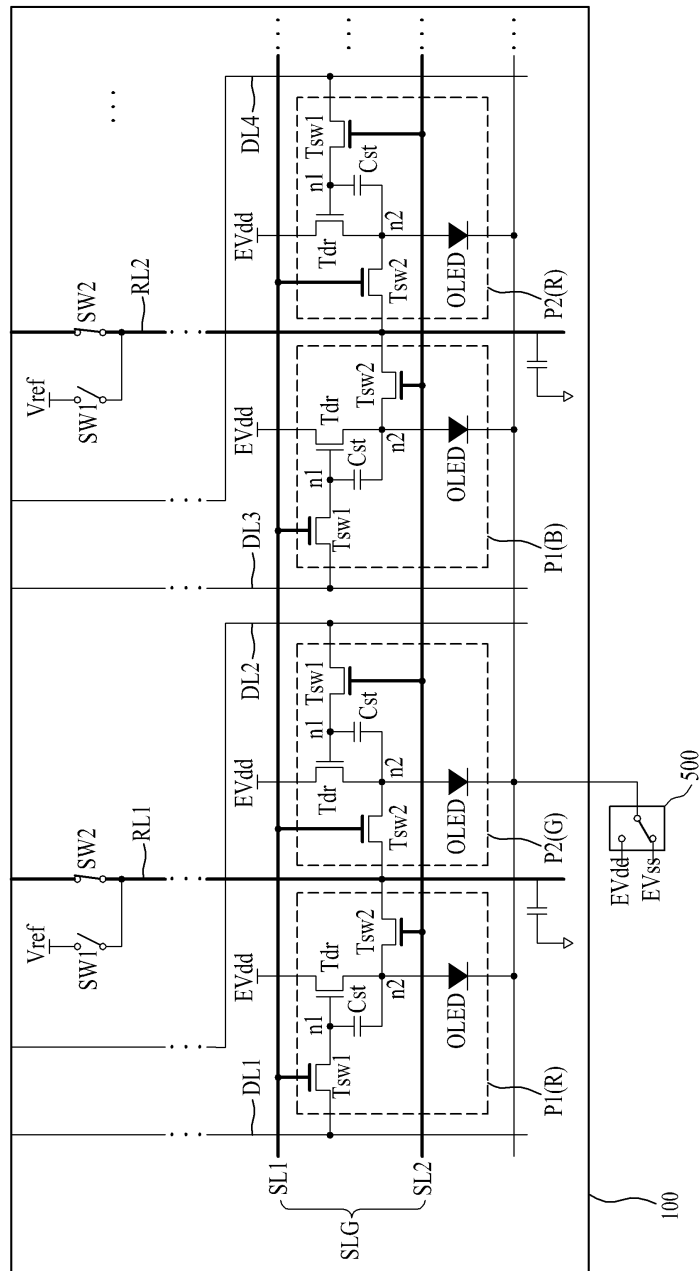 Vref
SW1
SW2
RL1
Vref
SW1
SW2
RL2
. . .
DL1
DL2
DL3
DL4
EVdd
EVdd
EVdd
EVdd
SL1
SLG
SL2
n1
Tdr
Tsw1
Cst
n2
Tsw2
OLED
P1(R)
n1
Tdr
Tsw1
Cst
n2
Tsw2
OLED
P2(G)
n1
Tdr
Tsw1
Cst
n2
Tsw2
OLED
P1(B)
n1
Tdr
Tsw1
Cst
n2
Tsw2
OLED
P2(R)
EVdd
EVss
500
100